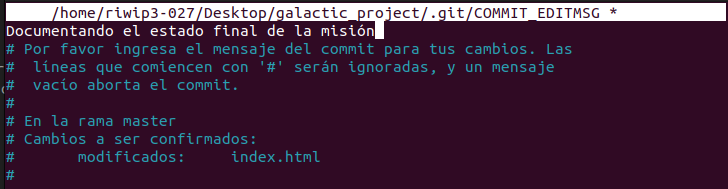 /home/riwip3-027/Desktop/galactic_project/.git/COMMIT_EDITMSG *
Documentando el estado final de la misión
# Por favor ingresa el mensaje del commit para tus cambios. Las
#  líneas que comiencen con '#' serán ignoradas, y un mensaje
#  vacío aborta el commit.
#
# En la rama master
# Cambios a ser confirmados:
#       modificados:     index.html
#